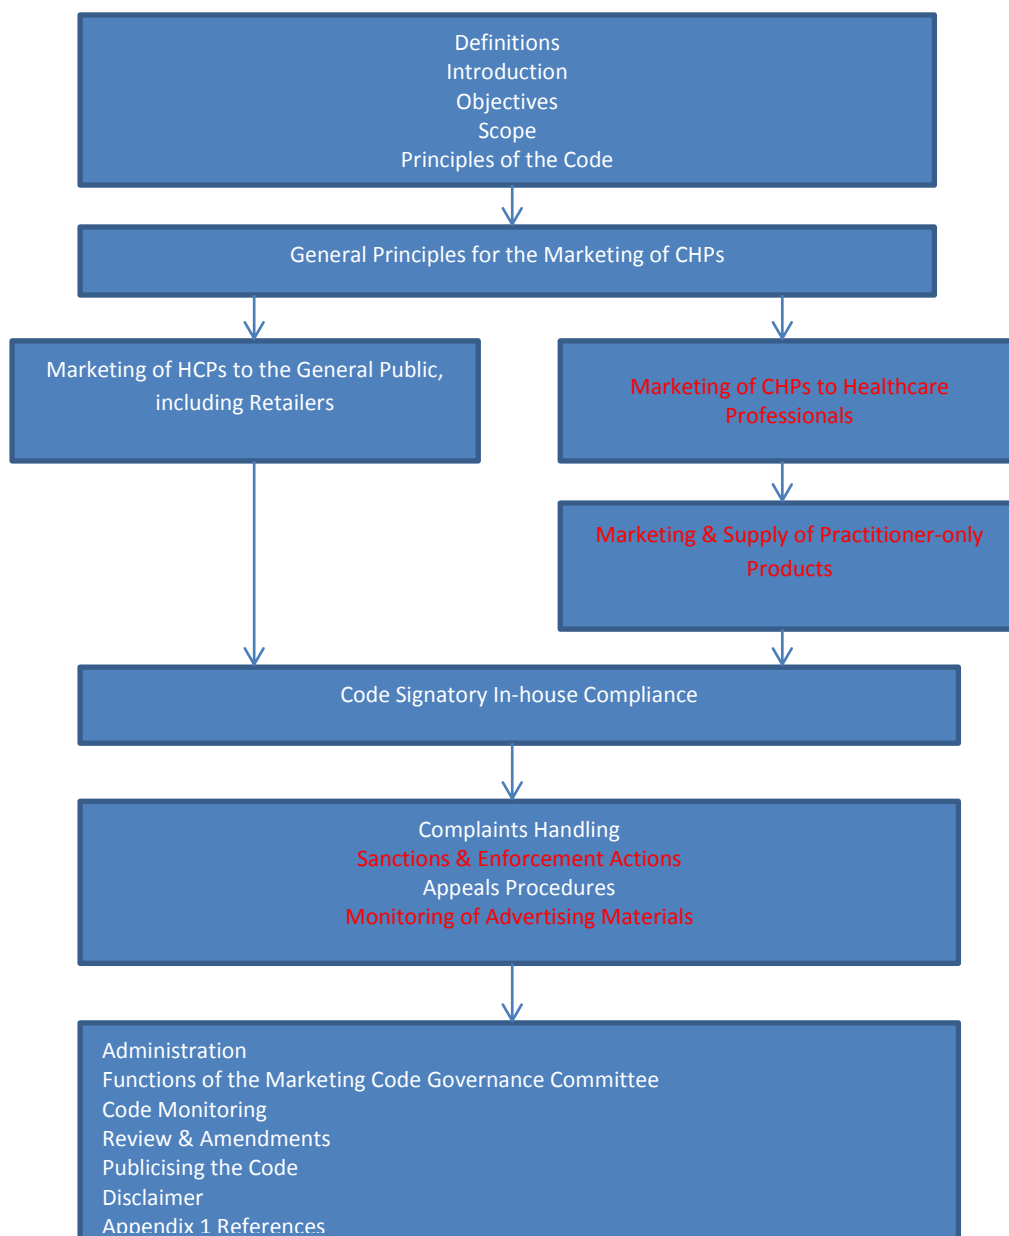 Definitions
Introduction
Objectives
Scope
Principles of the Code
General Principles for the Marketing of CHPs
Marketing of HCPs to the General Public,
including Retailers
Marketing of CHPs to Healthcare
Professionals
Marketing & Supply of Practitioner-only
Products
Code Signatory In-house Compliance
Complaints Handling
Sanctions & Enforcement Actions
Appeals Procedures
Monitoring of Advertising Materials
Administration
Functions of the Marketing Code Governance Committee
Code Monitoring
Review & Amendments
Publicising the Code
Disclaimer
Appendix 1 References